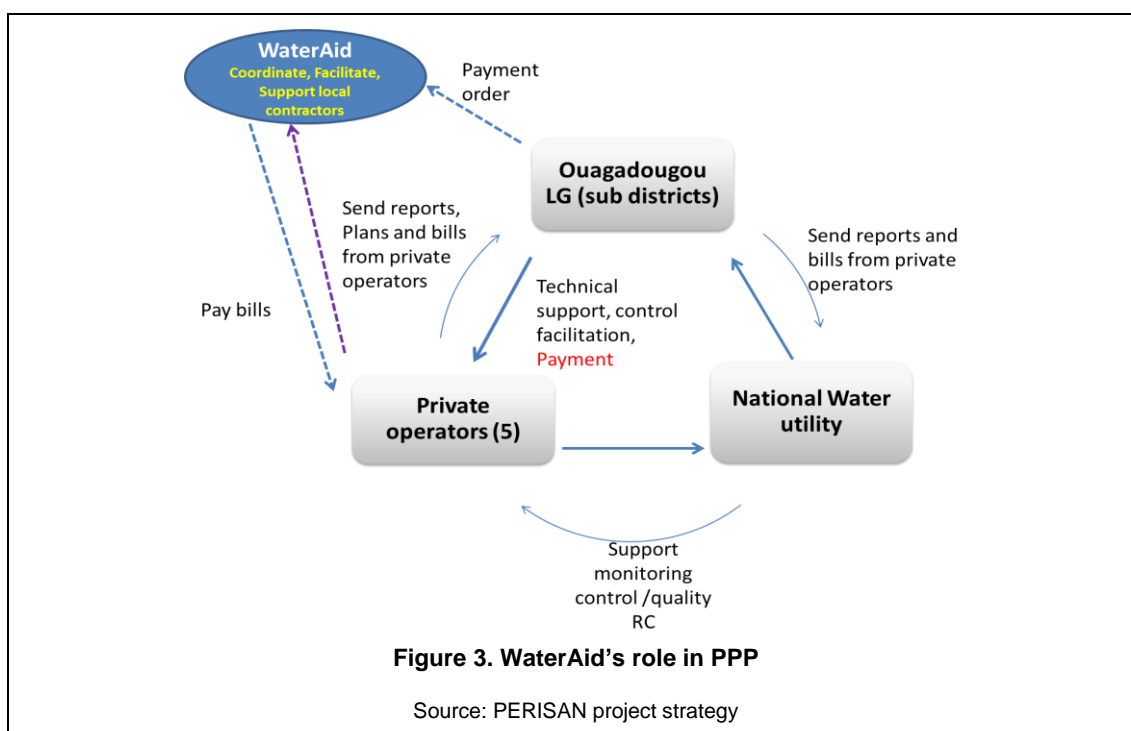 WaterAid
Coordinate, Facilitate,
Support local
contractors
Payment
order
Ouagadougou
LG (sub districts)
Send reports,
Plans and bills
from private
operators
Send reports and
bills from private
operators
Pay bills
Technical
support, control
facilitation,
Payment
Private
operators (5)
National Water
utility
Support
monitoring
control /quality
RC
Figure 3. WaterAid's role in PPP
Source: PERISAN project strategy